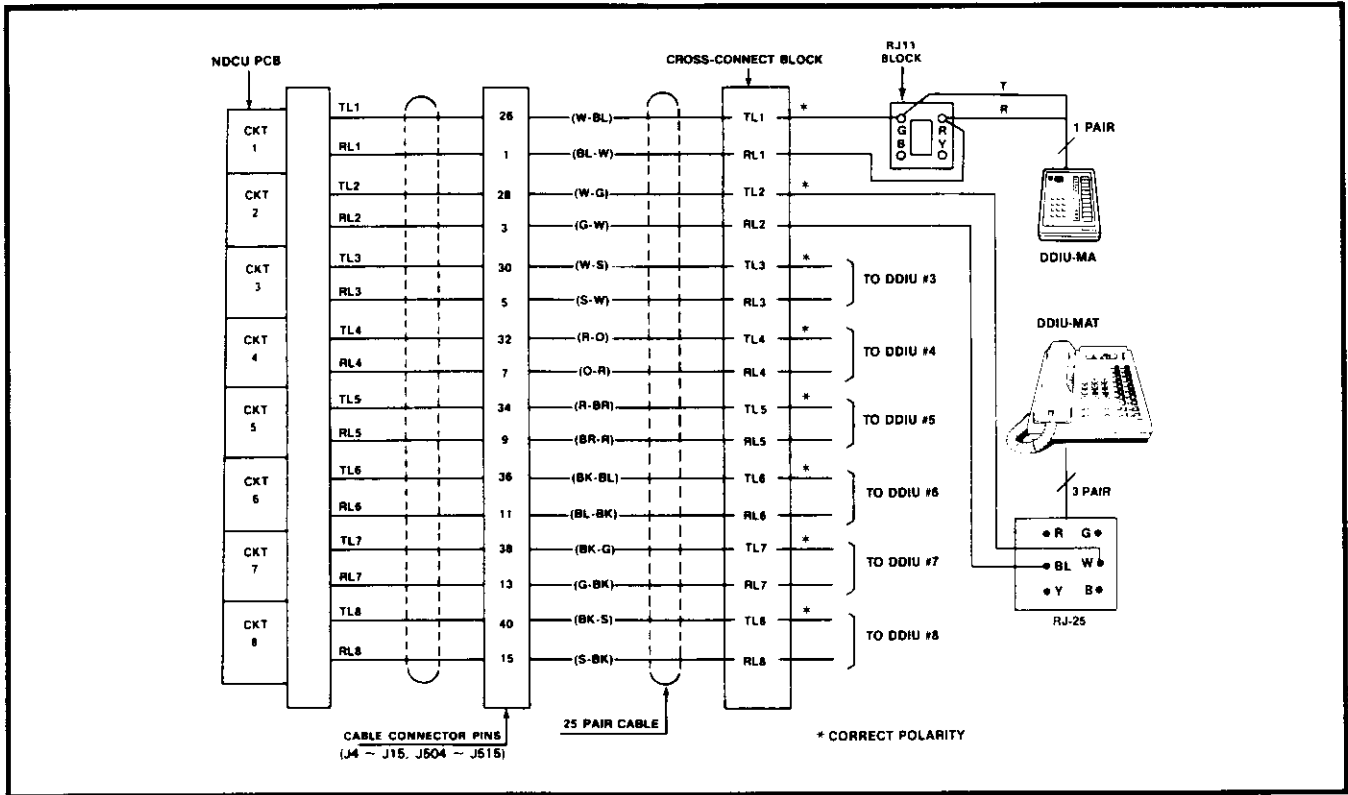 NDCU PCB
CROSS-CONNECT BLOCK
RJ11
BLOCK
T
R
1 PAIR
CKT
1
TL1
26
(W-BL)
TL1
*
G
R
B
Y
RL1
1
(BL-W)
RL1
CKT
2
TL2
28
(W-G)
TL2
*
RL2
3
(G-W)
RL2
DDIU-MA
CKT
3
TL3
30
(W-S)
TL3
*
TO DDIU #3
RL3
5
(S-W)
RL3
DDIU-MAT
CKT
4
TL4
32
(R-O)
TL4
*
TO DDIU #4
RL4
7
(O-R)
RL4
CKT
5
TL5
34
(R-BR)
TL5
*
TO DDIU #5
RL5
9
(BR-R)
RL5
CKT
6
TL6
36
(BK-BL)
TL6
*
TO DDIU #6
RL6
11
(BL-BK)
RL6
3 PAIR
CKT
7
TL7
38
(BK-G)
TL7
*
TO DDIU #7
RL7
13
(G-BK)
RL7
R G
BL W
Y B
RJ-25
CKT
8
TL8
40
(BK-S)
TL8
*
TO DDIU #8
RL8
15
(S-BK)
RL8
CABLE CONNECTOR PINS
(J4 ~ J15, J504 ~ J515)
25 PAIR CABLE
* CORRECT POLARITY